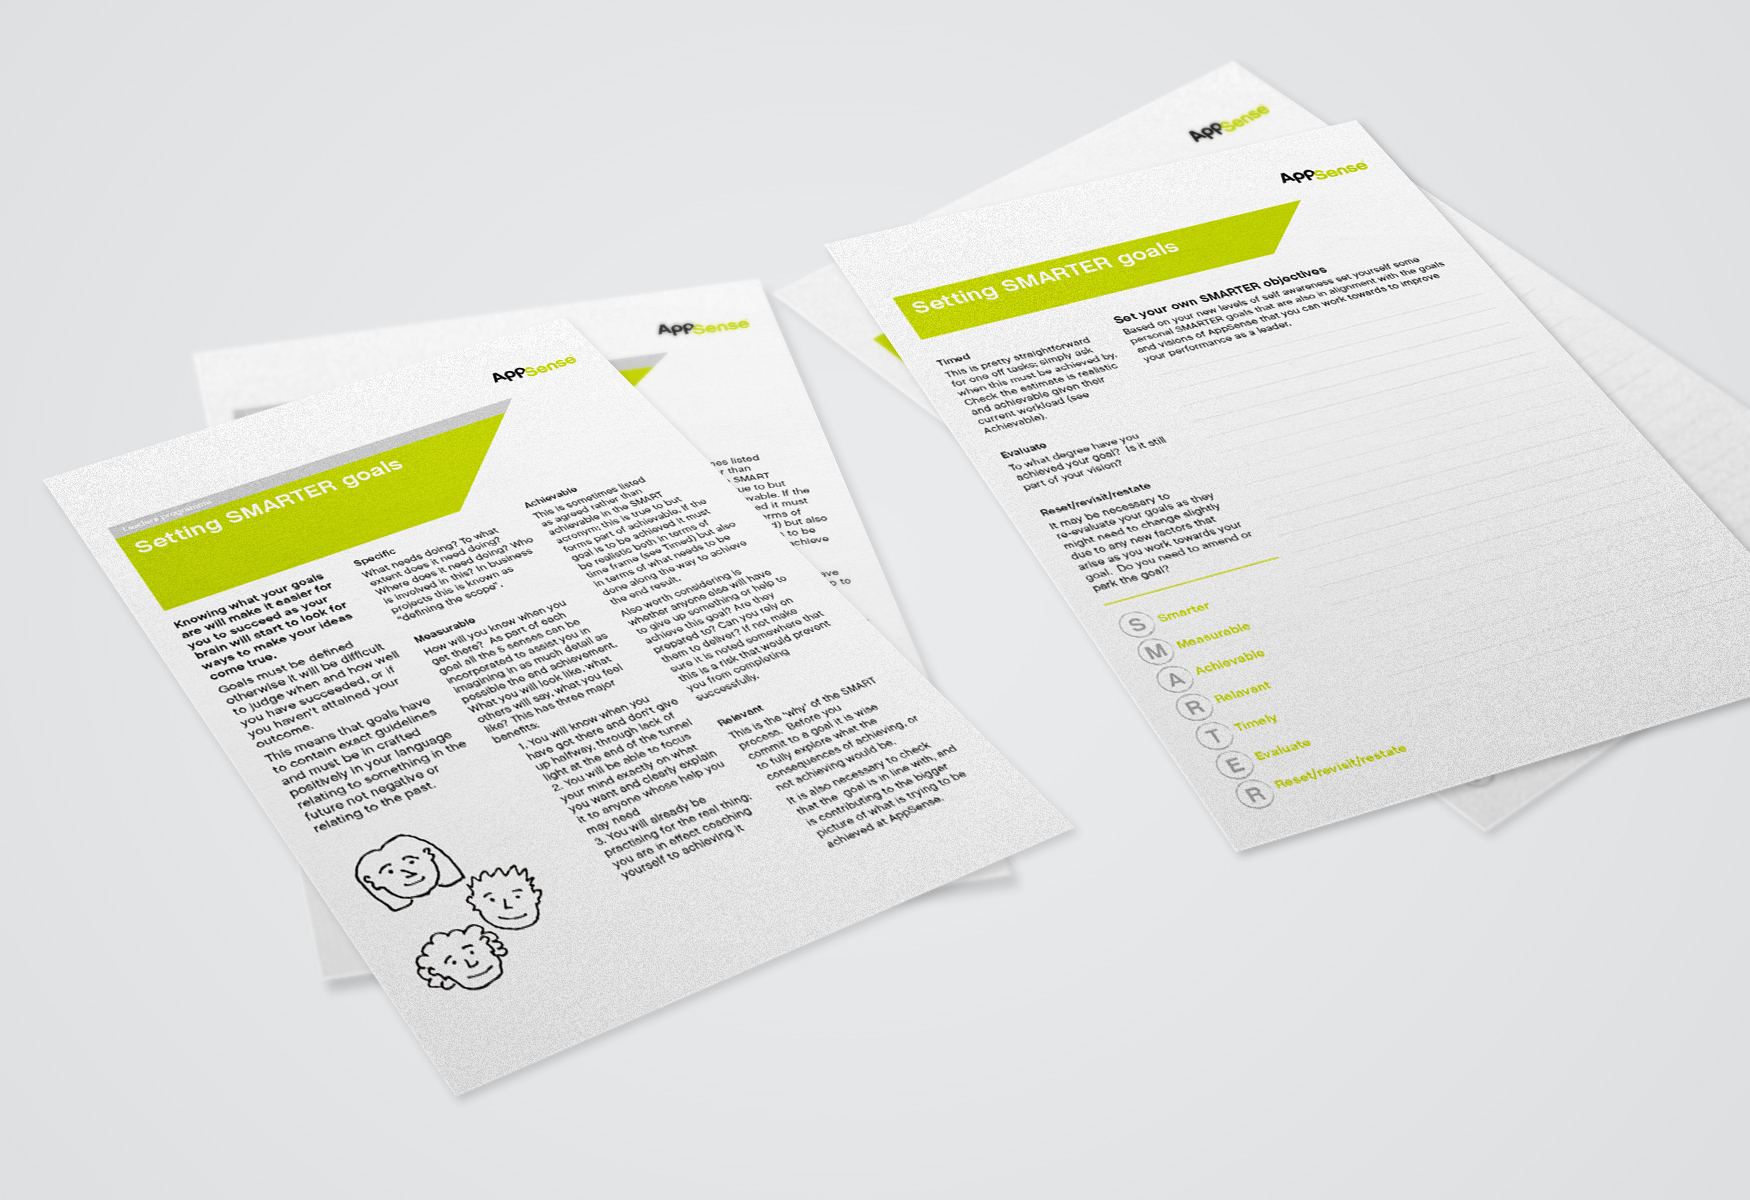 AppSense
Leaders programme
Setting SMARTER goals
Knowing what your goals
are will make it easier for
you to succeed as your
brain will start to look for
ways to make your ideas
come true.
Goals must be defined
otherwise it will be difficult
to judge when and how well
you have succeeded, or if
you haven't attained your
outcome.
This means that goals have
to contain exact guidelines
and must be in crafted
positively in your language
relating to something in the
future not negative or
relating to the past.
Specific
What needs doing? To what
extent does it need doing?
Where does it need doing? Who
is involved in this? In business
projects this is known as
"defining the scope".
Measurable
How will you know when you
get there? As part of each
goal all the 5 senses can be
incorporated to assist you in
imagining in as much detail as
possible the end achievement.
What you will look like, what
others will say, what you feel
like? This has three major
benefits:
1. You will know when you
have got there and don't give
up halfway, through lack of
light at the end of the tunnel
2. You will be able to focus
your mind exactly on what
you want and clearly explain
it to anyone whose help you
may need
3. You will already be
practising for the real thing:
you are in effect coaching
yourself to achieving it
Achievable
This is sometimes listed
as agreed rather than
achievable in the SMART
acronym; this is true to but
forms part of achievable. If the
goal is to be achieved it must
be realistic both in terms of
time frame (see Timed) but also
in terms of what needs to be
done along the way to achieve
the end result.
Also worth considering is
whether anyone else will have
to give up something or help to
achieve this goal? Are they
prepared to? Can you rely on
them to deliver? If not make
sure it is noted somewhere that
this is a risk that would prevent
you from completing
successfully.
Relevant
This is the 'why' of the SMART
process. Before you
commit to a goal it is wise
to fully explore what the
consequences of achieving, or
not achieving would be.
It is also necessary to check
that the goal is in line with, and
is contributing to the bigger
picture of what is trying to be
achieved at AppSense.
AppSense
nes listed
r than
SMART
ue to but
vable. If the
ed it must
erms of
d) but also
to be
achieve
ave
p to
AppSense
AppSense
Setting SMARTER goals
Timed
This is pretty straightforward
for one off tasks; simply ask
when this must be achieved by.
Check the estimate is realistic
and achievable given their
current workload (see
Achievable).
Evaluate
To what degree have you
achieved your goal? Is it still
part of your vision?
Reset/revisit/restate
It may be necessary to
re-evaluate your goals as they
might need to change slightly
due to any new factors that
arise as you work towards your
goal. Do you need to amend or
park the goal?
Set your own SMARTER objectives
Based on your new levels of self awareness set yourself some
personal SMARTER goals that are also in alignment with the goals
and visions of AppSense that you can work towards to improve
your performance as a leader.
S Smarter
M Measurable
A Achievable
R Relavant
T Timely
E Evaluate
R Reset/revisit/restate